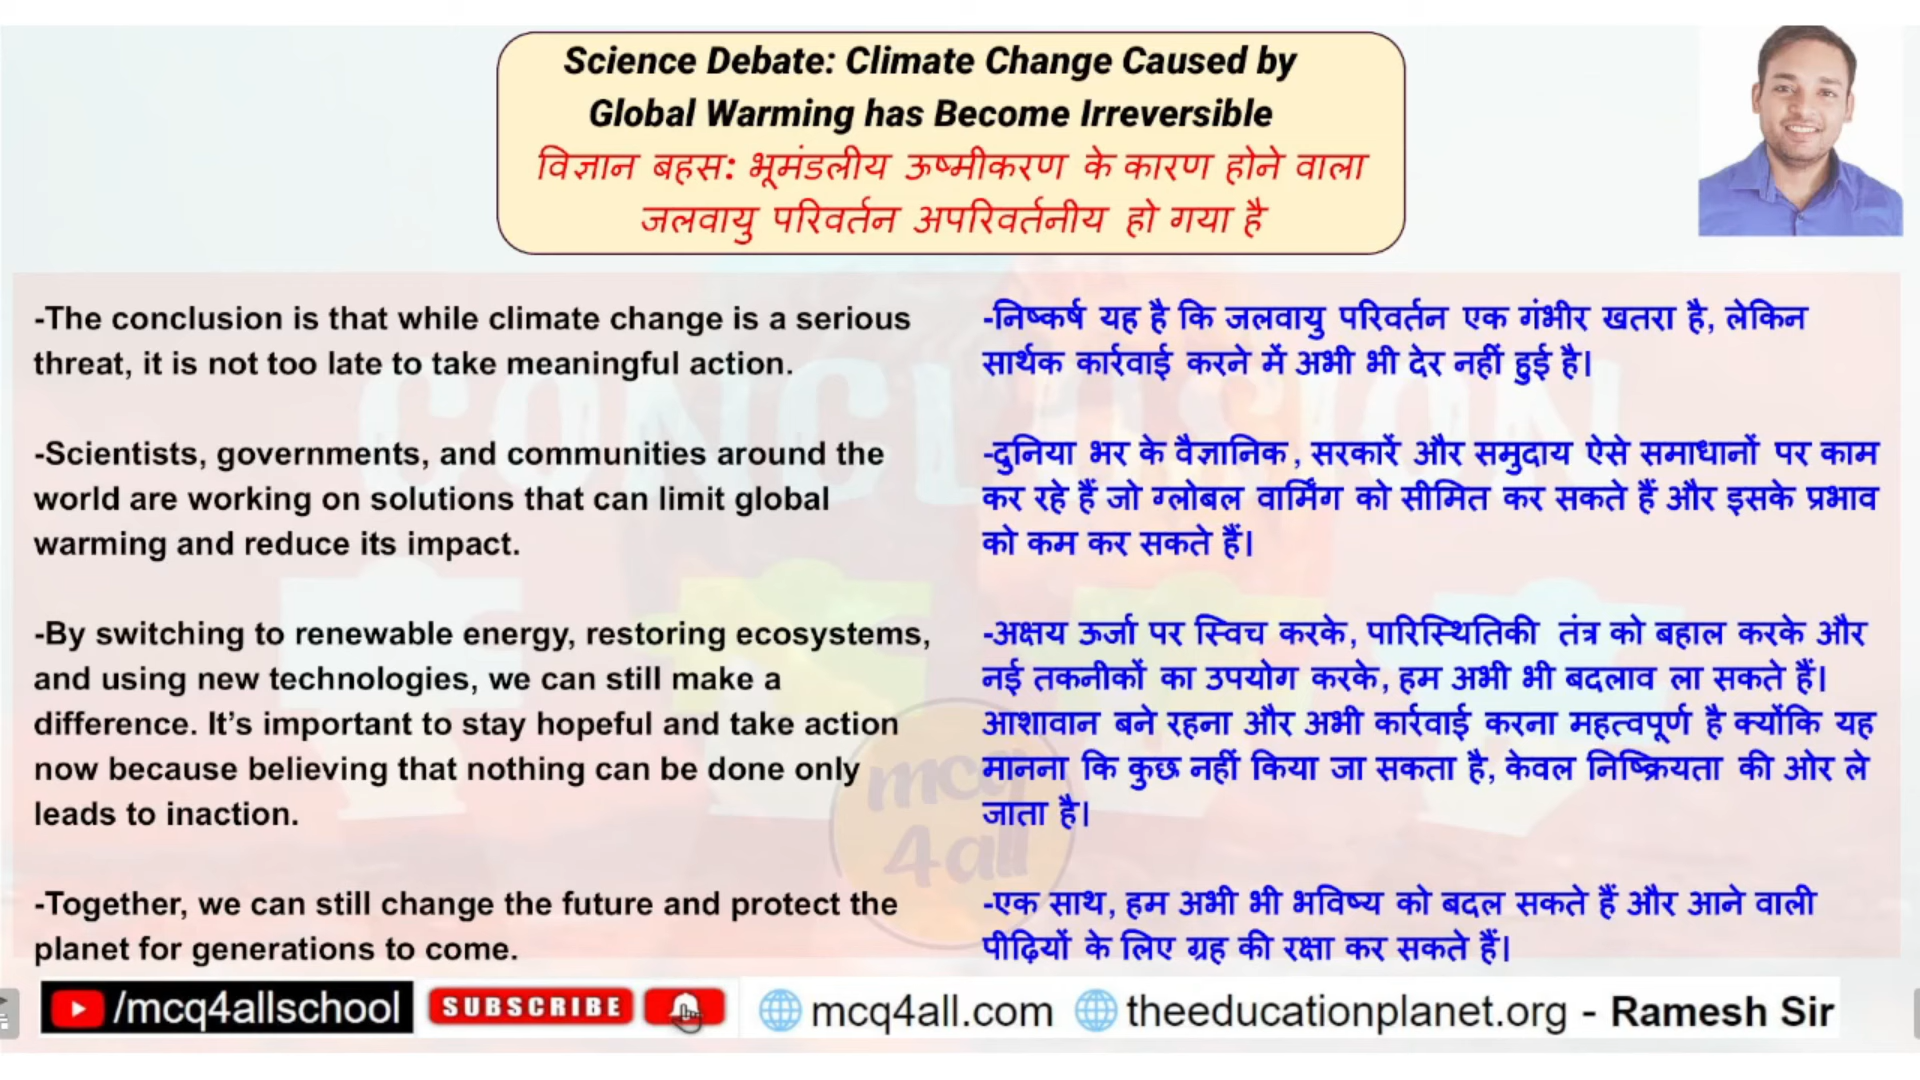 Science Debate: Climate Change Caused by
Global Warming has Become Irreversible
विज्ञान बहस: भूमंडलीय ऊष्मीकरण के कारण होने वाला
जलवायु परिवर्तन अपरिवर्तनीय हो गया है
-The conclusion is that while climate change is a serious
threat, it is not too late to take meaningful action.
-Scientists, governments, and communities around the
world are working on solutions that can limit global
warming and reduce its impact.
-By switching to renewable energy, restoring ecosystems,
and using new technologies, we can still make a
difference. It’s important to stay hopeful and take action
now because believing that nothing can be done only
leads to inaction.
-Together, we can still change the future and protect the
planet for generations to come.
-निष्कर्ष यह है कि जलवायु परिवर्तन एक गंभीर खतरा है, लेकिन
सार्थक कार्रवाई करने में अभी भी देर नहीं हुई है।
-दुनिया भर के वैज्ञानिक, सरकारें और समुदाय ऐसे समाधानों पर काम
कर रहे हैं जो ग्लोबल वार्मिंग को सीमित कर सकते हैं और इसके प्रभाव
को कम कर सकते हैं।
-अक्षय ऊर्जा पर स्विच करके, पारिस्थितिकी तंत्र को बहाल करके और
नई तकनीकों का उपयोग करके, हम अभी भी बदलाव ला सकते हैं।
आशावान बने रहना और अभी कार्रवाई करना महत्वपूर्ण है क्योंकि यह
मानना कि कुछ नहीं किया जा सकता है, केवल निष्क्रियता की ओर ले
जाता है।
-एक साथ, हम अभी भी भविष्य को बदल सकते हैं और आने वाली
पीढ़ियों के लिए ग्रह की रक्षा कर सकते हैं।
CONCLUSION
mcq
4all
/mcq4allschool SUBSCRIBE mcq4all.com theeducationplanet.org - Ramesh Sir